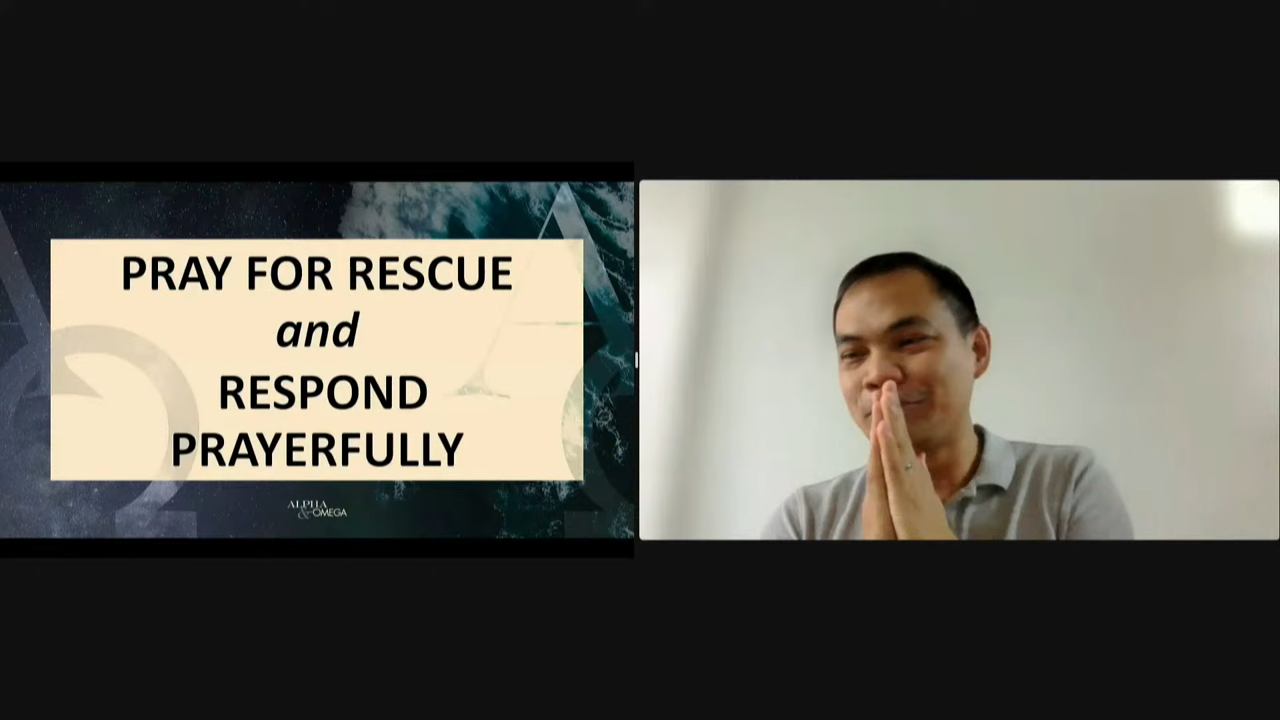 PRAY FOR RESCUE
and
RESPOND
PRAYERFULLY
ALPHA
& OMEGA